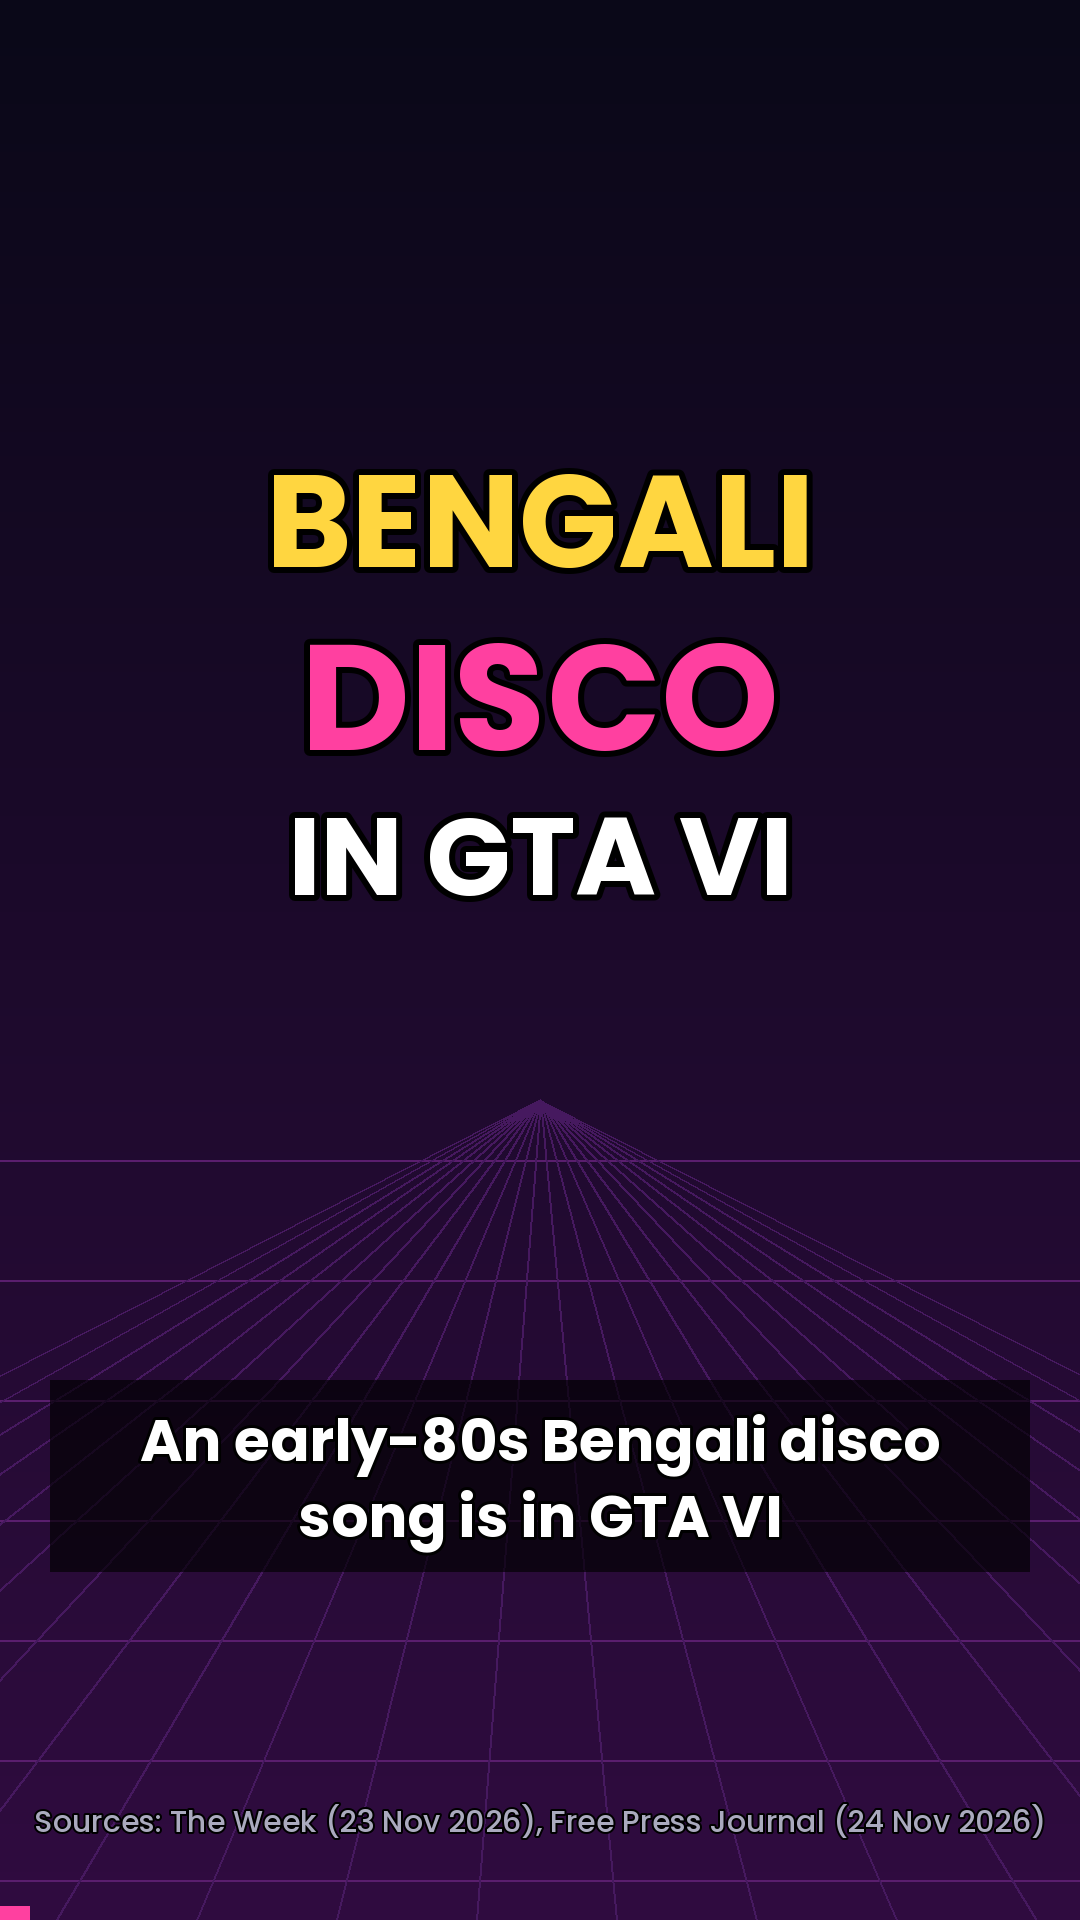 BENGALI
DISCO
IN GTA VI
An early-80s Bengali disco
song is in GTA VI
Sources: The Week (23 Nov 2026), Free Press Journal (24 Nov 2026)